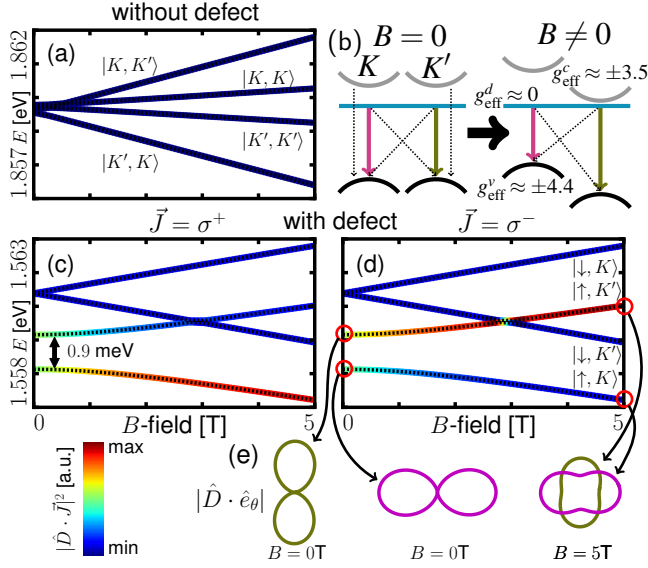 without defect
(a)
1.862
1.857 E [eV]
|K, K′⟩
|K, K⟩
|K′, K′⟩
|K′, K⟩
(b)
B = 0
B ≠ 0
K
K′
g^c_eff ≈ ±3.5
g^d_eff ≈ 0
g^v_eff ≈ ±4.4
with defect
J⃗ = σ⁺
J⃗ = σ⁻
(c)
1.563
1.558 E [eV]
0.9 meV
0
B-field [T]
5
(d)
|↓, K⟩
|↑, K′⟩
|↓, K′⟩
|↑, K⟩
0
B-field [T]
5
|D̂ · J⃗|² [a.u.]
max
min
(e)
|D̂ · ê_θ|
B = 0T
B = 0T
B = 5T